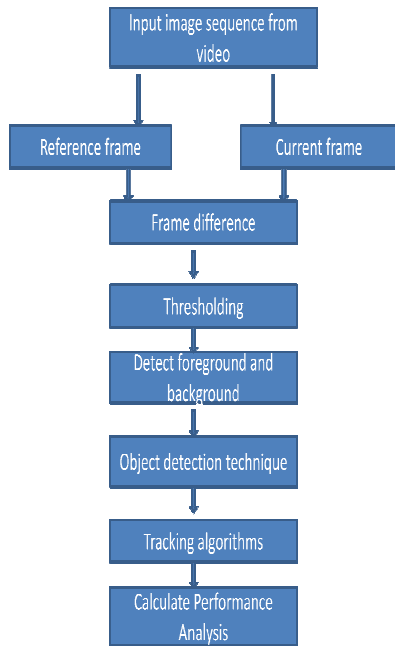 Input image sequence from
video
Reference frame
Current frame
Frame difference
Thresholding
Detect foreground and
background
Object detection technique
Tracking algorithms
Calculate Performance
Analysis